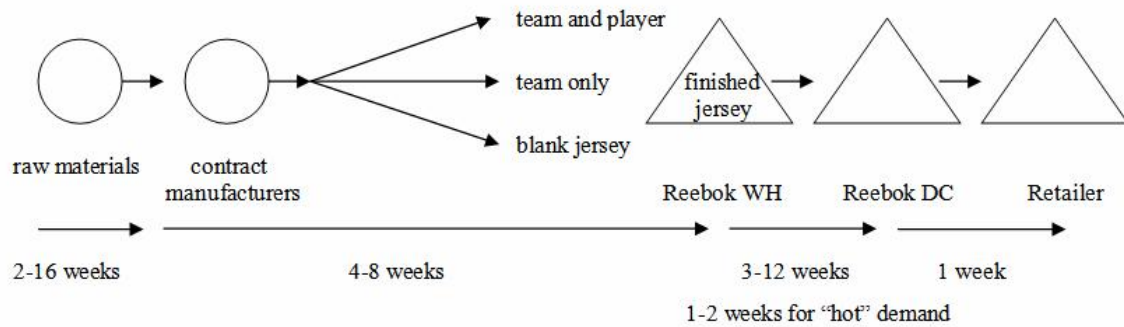 team and player
team only
blank jersey
finished
jersey
raw materials
contract
manufacturers
Reebok WH
Reebok DC
Retailer
2-16 weeks
4-8 weeks
3-12 weeks
1 week
1-2 weeks for “hot” demand